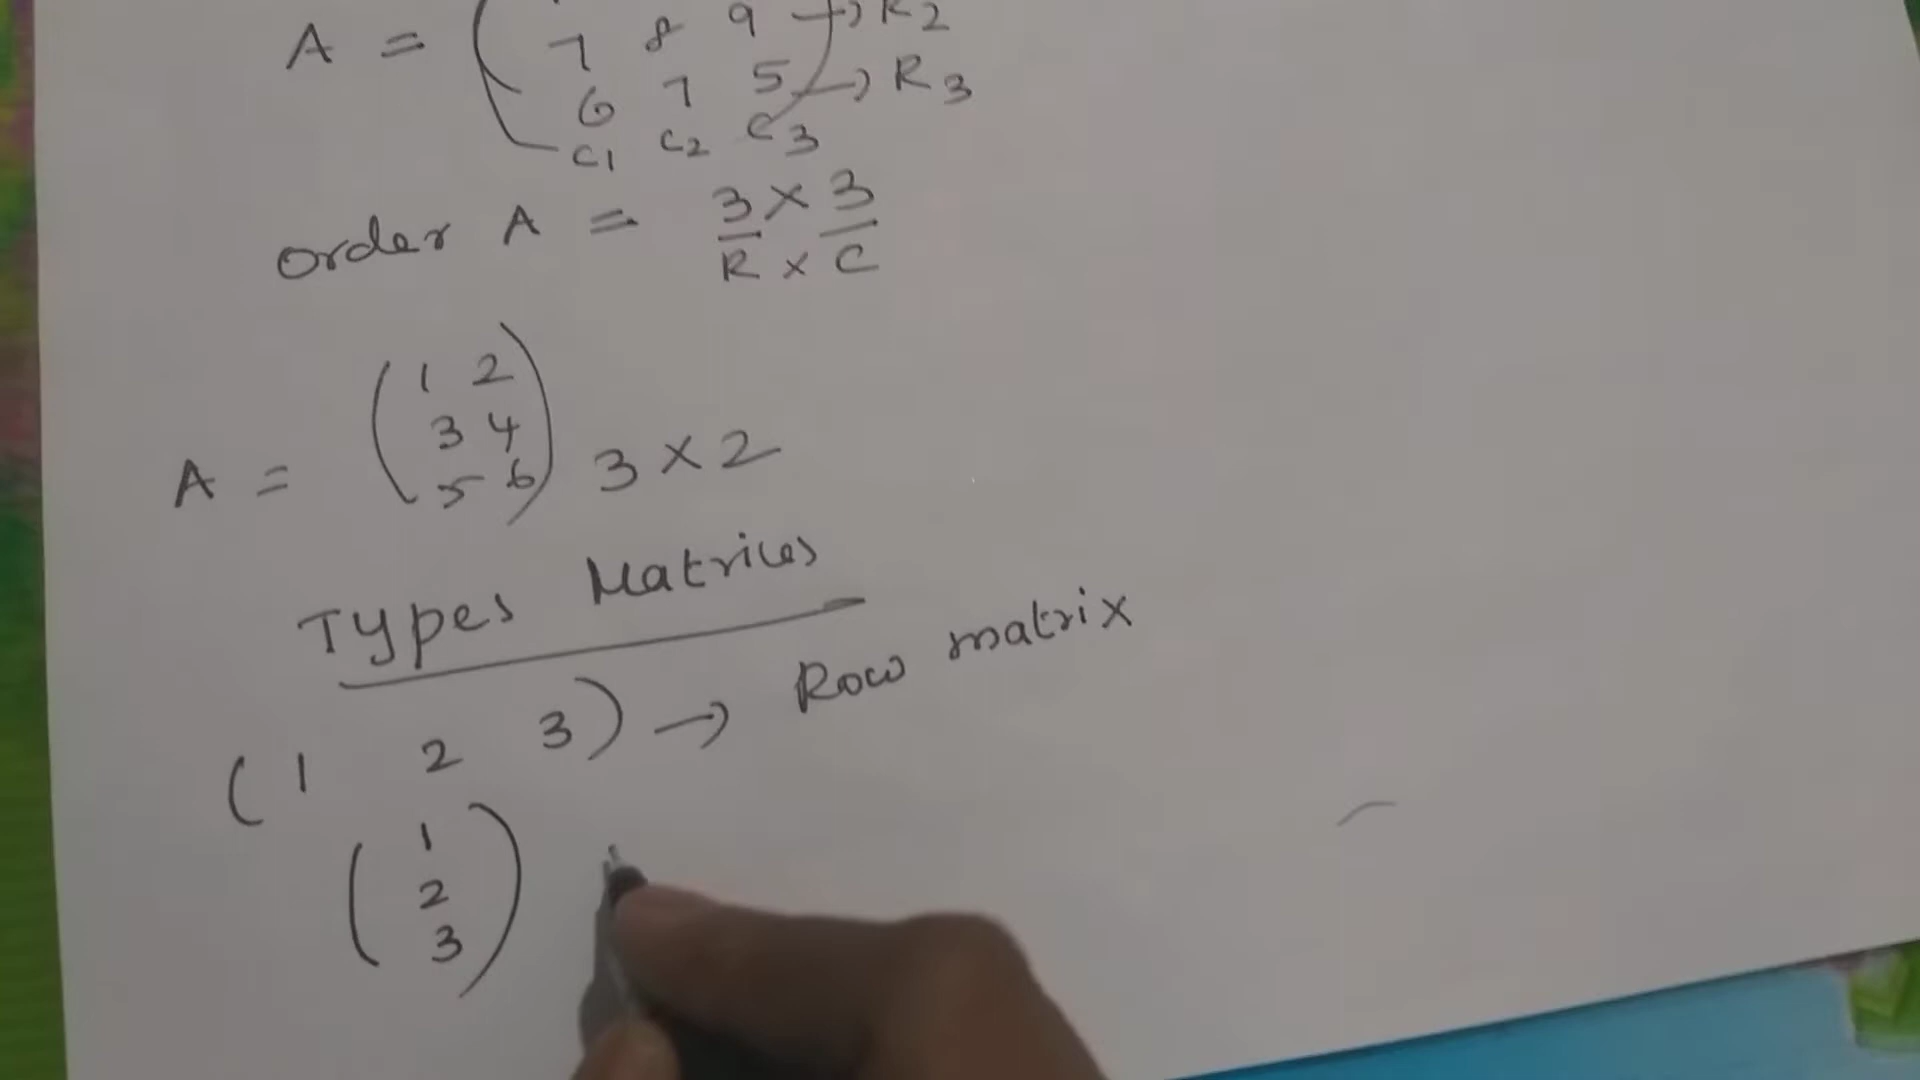 A = ( 7 8 9 ) → R2
6 7 5 → R3
C1 C2 C3
order A = 3 × 3
R × C
( 1 2
3 4
A = 5 6 ) 3 × 2
Types Matrices
( 1 2 3 ) → Row matrix
( 1
2
3 )